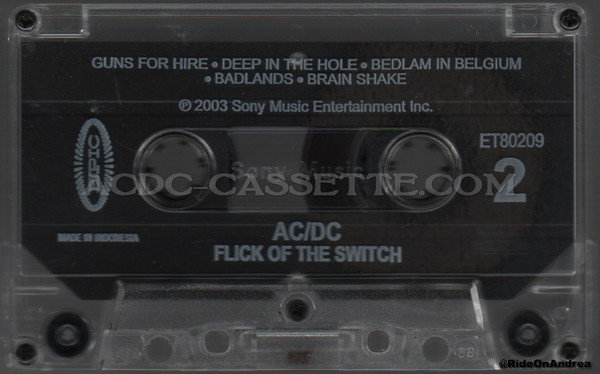 GUNS FOR HIRE • DEEP IN THE HOLE • BEDLAM IN BELGIUM
• BADLANDS • BRAIN SHAKE
℗ 2003 Sony Music Entertainment Inc.
EPIC
ET80209
Sony Music
2
ACDC-CASSETTE.COM
MADE IN INDONESIA
AC/DC
FLICK OF THE SWITCH
@RideOnAndrea